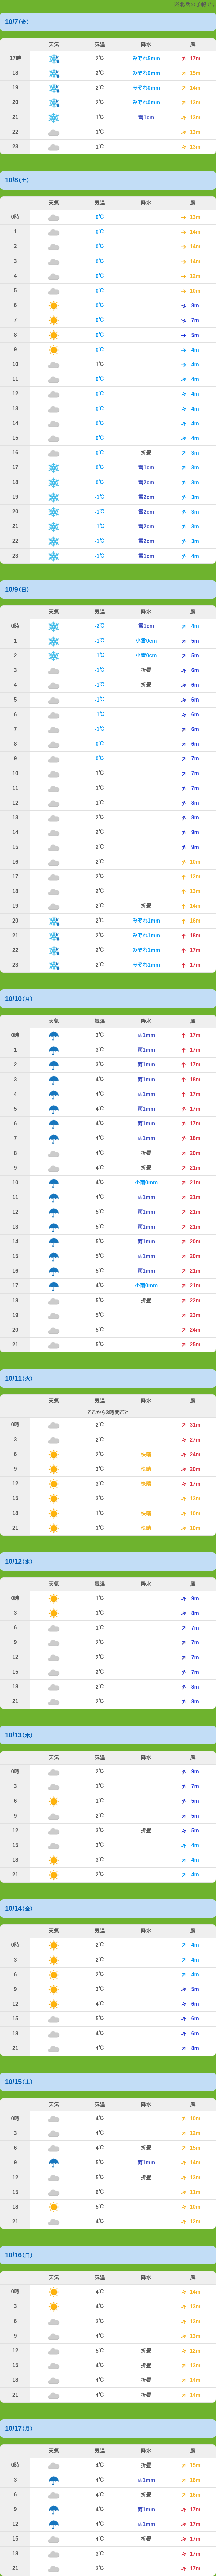 の予報です
10/7（金）
天気 気温 降水 風
17時 2℃ みぞれ5mm 17m
18 2℃ みぞれ0mm 15m
19 2℃ みぞれ0mm 14m
20 2℃ みぞれ0mm 15m
21 1℃ 雪1cm 13m
22 1℃ 13m
23 1℃ 13m
10/8（土）
天気 気温 降水 風
0時 0℃ 13m
1 0℃ 14m
2 0℃ 14m
3 0℃ 14m
4 0℃ 12m
5 0℃ 10m
6 0℃ 8m
7 0℃ 7m
8 0℃ 5m
9 0℃ 4m
10 1℃ 4m
11 0℃ 4m
12 0℃ 4m
13 0℃ 4m
14 0℃ 4m
15 0℃ 4m
16 0℃ 折畳 3m
17 0℃ 雪1cm 3m
18 0℃ 雪2cm 3m
19 -1℃ 雪2cm 3m
20 -1℃ 雪2cm 3m
21 -1℃ 雪2cm 3m
22 -1℃ 雪2cm 3m
23 -1℃ 雪1cm 4m
10/9（日）
天気 気温 降水 風
0時 -2℃ 雪1cm 4m
1 -1℃ 小雪0cm 5m
2 -1℃ 小雪0cm 5m
3 -1℃ 折畳 6m
4 -1℃ 折畳 6m
5 -1℃ 6m
6 -1℃ 6m
7 -1℃ 6m
8 0℃ 6m
9 0℃ 7m
10 1℃ 7m
11 1℃ 7m
12 1℃ 8m
13 2℃ 8m
14 2℃ 9m
15 2℃ 9m
16 2℃ 10m
17 2℃ 12m
18 2℃ 13m
19 2℃ 折畳 14m
20 2℃ みぞれ1mm 16m
21 2℃ みぞれ1mm 18m
22 2℃ みぞれ1mm 17m
23 2℃ みぞれ1mm 17m
10/10（月）
天気 気温 降水 風
0時 3℃ 雨1mm 17m
1 3℃ 雨1mm 17m
2 3℃ 雨1mm 17m
3 4℃ 雨1mm 18m
4 4℃ 雨1mm 17m
5 4℃ 雨1mm 17m
6 4℃ 雨1mm 17m
7 4℃ 雨1mm 18m
8 4℃ 折畳 20m
9 4℃ 折畳 21m
10 4℃ 小雨0mm 21m
11 4℃ 雨1mm 21m
12 5℃ 雨1mm 21m
13 5℃ 雨1mm 21m
14 5℃ 雨1mm 20m
15 5℃ 雨1mm 20m
16 5℃ 雨1mm 21m
17 4℃ 小雨0mm 21m
18 5℃ 折畳 22m
19 5℃ 23m
20 5℃ 24m
21 5℃ 25m
10/11（火）
天気 気温 降水 風
ここから3時間ごと
0時 2℃ 31m
3 2℃ 27m
6 2℃ 快晴 24m
9 3℃ 快晴 20m
12 3℃ 快晴 17m
15 3℃ 13m
18 1℃ 快晴 10m
21 1℃ 快晴 10m
10/12（水）
天気 気温 降水 風
0時 1℃ 9m
3 1℃ 8m
6 1℃ 7m
9 2℃ 7m
12 2℃ 7m
15 2℃ 7m
18 2℃ 8m
21 2℃ 8m
10/13（木）
天気 気温 降水 風
0時 2℃ 9m
3 1℃ 7m
6 1℃ 5m
9 2℃ 5m
12 3℃ 折畳 5m
15 3℃ 4m
18 3℃ 4m
21 2℃ 4m
10/14（金）
天気 気温 降水 風
0時 2℃ 4m
3 2℃ 4m
6 2℃ 4m
9 3℃ 5m
12 4℃ 6m
15 5℃ 6m
18 4℃ 6m
21 4℃ 8m
10/15（土）
天気 気温 降水 風
0時 4℃ 10m
3 4℃ 12m
6 4℃ 折畳 15m
9 5℃ 雨1mm 14m
12 5℃ 折畳 13m
15 6℃ 11m
18 5℃ 10m
21 4℃ 12m
10/16（日）
天気 気温 降水 風
0時 4℃ 14m
3 4℃ 13m
6 3℃ 13m
9 4℃ 13m
12 5℃ 折畳 12m
15 4℃ 折畳 13m
18 4℃ 折畳 14m
21 4℃ 折畳 14m
10/17（月）
天気 気温 降水 風
0時 4℃ 折畳 15m
3 4℃ 雨1mm 16m
6 4℃ 折畳 16m
9 4℃ 雨1mm 17m
12 4℃ 雨1mm 17m
15 4℃ 折畳 17m
18 3℃ 17m
21 3℃ 17m